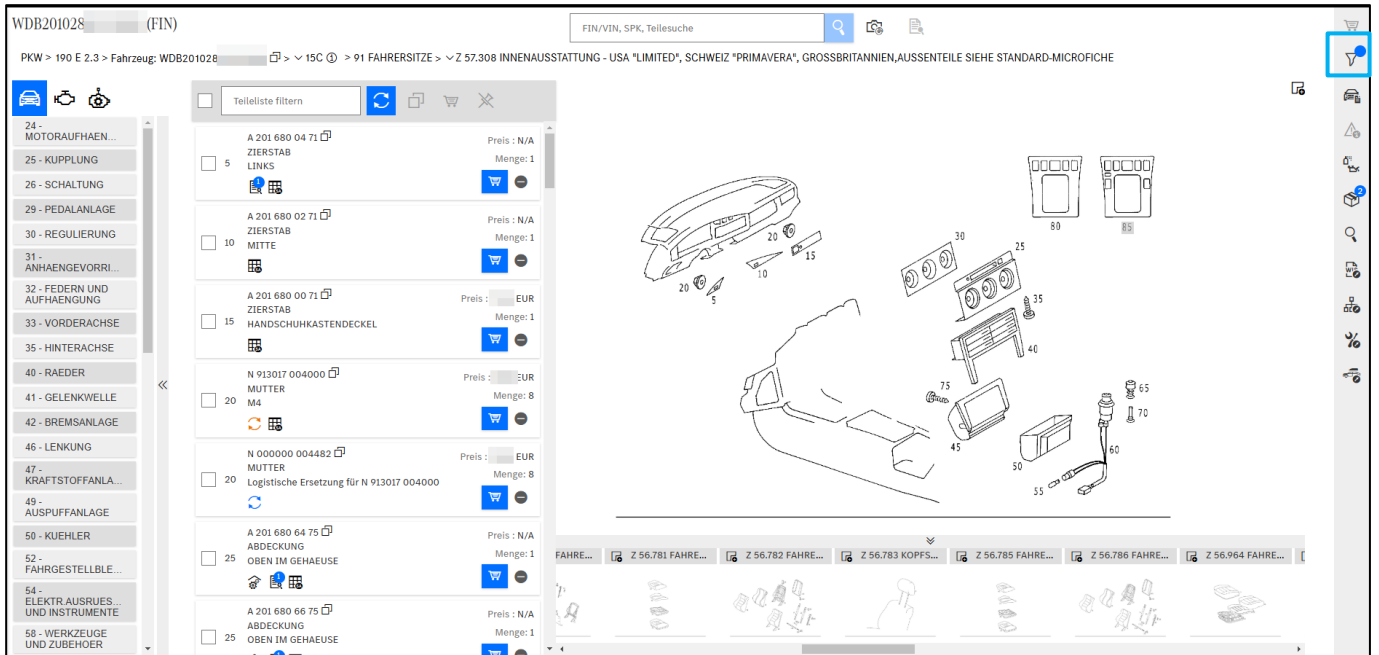 WDB201028 (FIN)
FIN/VIN, SPK, Teilesuche
PKW > 190 E 2.3 > Fahrzeug: WDB201028 > 15C ① > 91 FAHRERSITZE > Z 57.308 INNENAUSSTATTUNG - USA "LIMITED", SCHWEIZ "PRIMAVERA", GROSSBRITANNIEN,AUSSENTEILE SIEHE STANDARD-MICROFICHE
24 -
MOTORAUFHAEN...
25 - KUPPLUNG
26 - SCHALTUNG
29 - PEDALANLAGE
30 - REGULIERUNG
31 -
ANHAENGEVORRI...
32 - FEDERN UND
AUFHAENGUNG
33 - VORDERACHSE
35 - HINTERACHSE
40 - RAEDER
41 - GELENKWELLE
42 - BREMSANLAGE
46 - LENKUNG
47 -
KRAFTSTOFFANLA...
49 -
AUSPUFFANLAGE
50 - KUEHLER
52 -
FAHRGESTELLBLE...
54 -
ELEKTR.AUSRUES...
UND INSTRUMENTE
58 - WERKZEUGE
UND ZUBEHOER
Teileliste filtern
A 201 680 04 71
Preis : N/A
ZIERSTAB
5 LINKS
Menge: 1
1
A 201 680 02 71
Preis : N/A
ZIERSTAB
10 MITTE
Menge: 1
A 201 680 00 71
Preis : EUR
ZIERSTAB
15 HANDSCHUHKASTENDECKEL
Menge: 1
N 913017 004000
Preis : EUR
MUTTER
20 M4
Menge: 8
N 000000 004482
Preis : EUR
MUTTER
20 Logistische Ersetzung für N 913017 004000
Menge: 8
A 201 680 64 75
Preis : N/A
ABDECKUNG
25 OBEN IM GEHAEUSE
Menge: 1
1
A 201 680 66 75
Preis : N/A
ABDECKUNG
25 OBEN IM GEHAEUSE
Menge: 1
80
85
20
15
10
20
5
30
25
35
40
75
45
50
65
70
60
55
FAHRE...
Z 56.781 FAHRE...
Z 56.782 FAHRE...
Z 56.783 KOPFS...
Z 56.785 FAHRE...
Z 56.786 FAHRE...
Z 56.964 FAHRE...
2
WIS